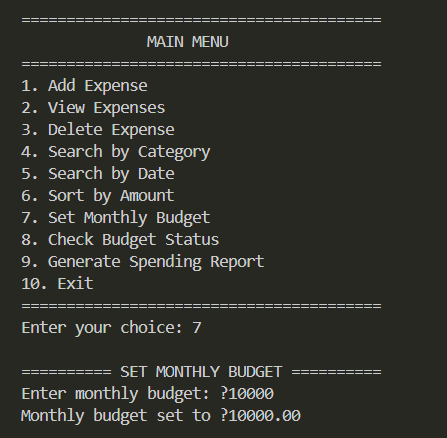 ========================================
MAIN MENU
========================================
1. Add Expense
2. View Expenses
3. Delete Expense
4. Search by Category
5. Search by Date
6. Sort by Amount
7. Set Monthly Budget
8. Check Budget Status
9. Generate Spending Report
10. Exit
========================================
Enter your choice: 7
========== SET MONTHLY BUDGET ==========
Enter monthly budget: ?10000
Monthly budget set to ?10000.00